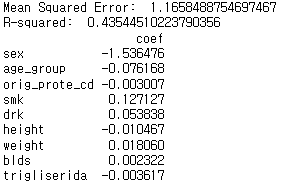 Mean Squared Error:  1.1658488754697467
R-squared:  0.43544510223790356
coef
sex -1.536476
age_group -0.076168
orig_prote_cd -0.003007
smk 0.127127
drk 0.053838
height -0.010467
weight 0.018060
blds 0.002322
trigliserida -0.003617